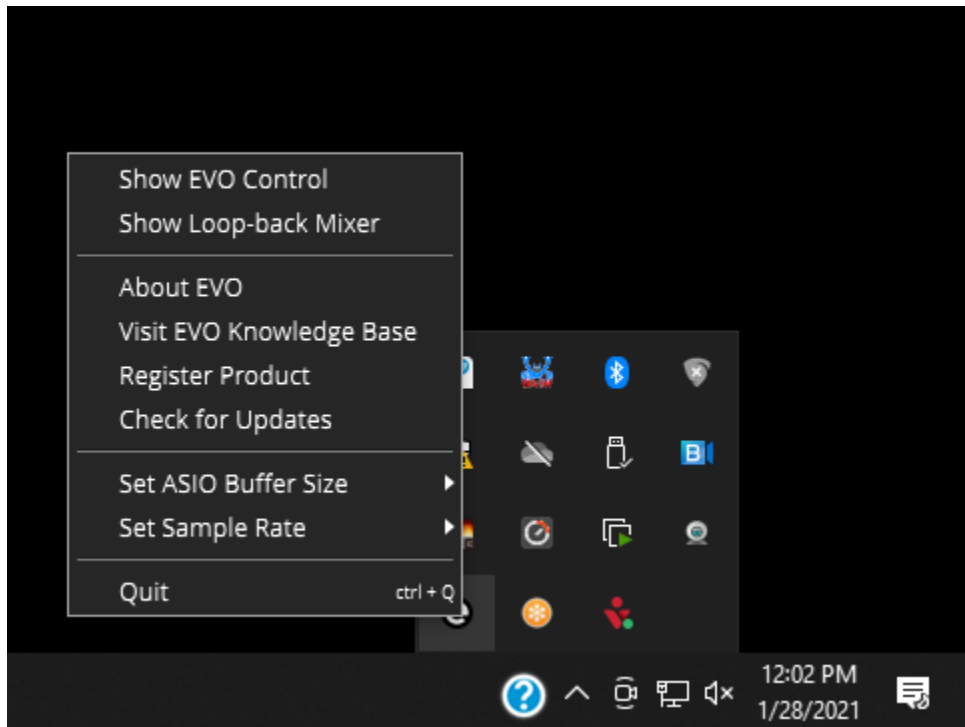 Show EVO Control
Show Loop-back Mixer
About EVO
Visit EVO Knowledge Base
Register Product
Check for Updates
Set ASIO Buffer Size
Set Sample Rate
Quit ctrl + Q
e
B
?
12:02 PM
1/28/2021